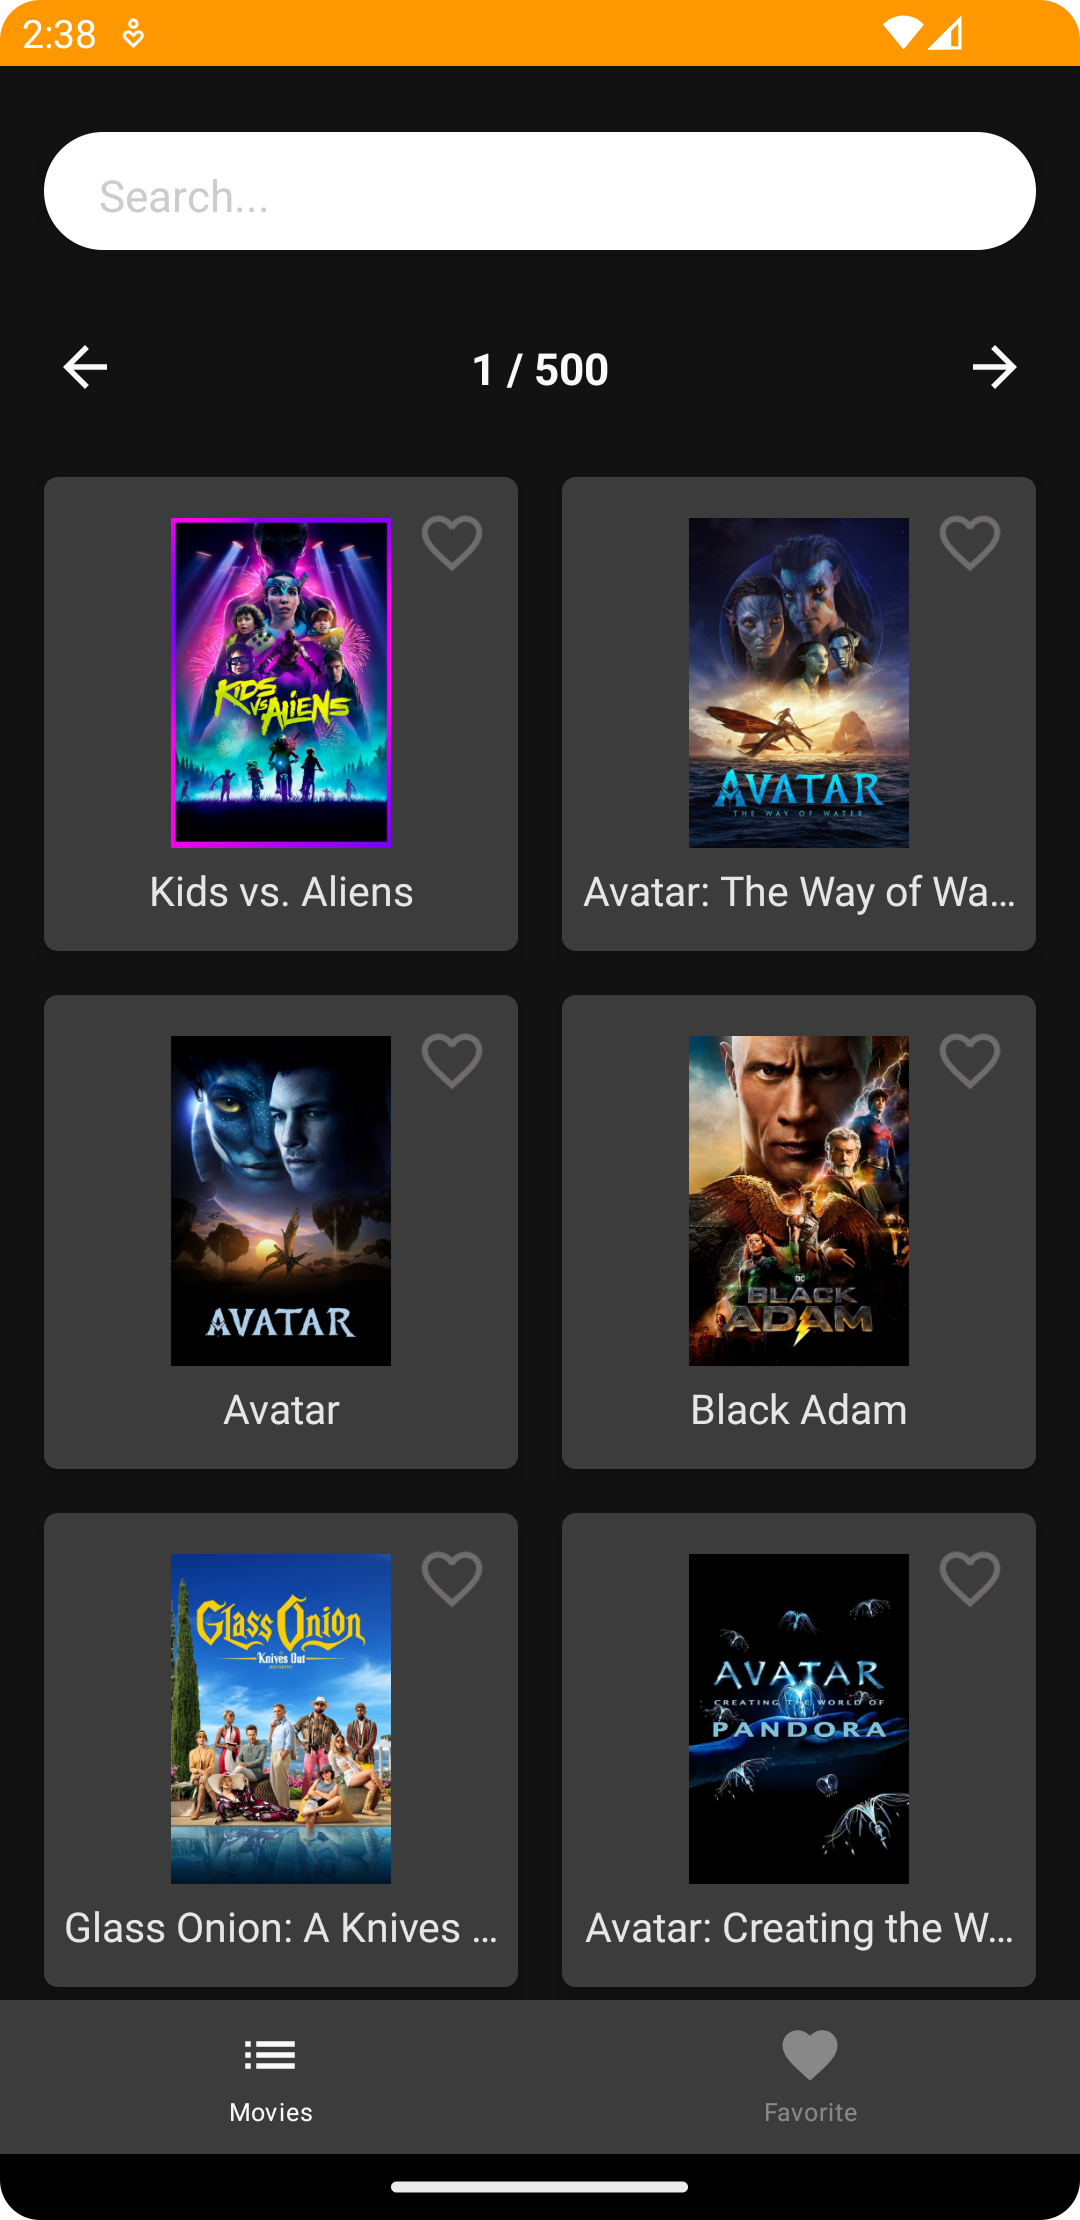 2:38
Search...
1 / 500
KIDS
VS
ALIENS
Kids vs. Aliens
AVATAR
THE WAY OF WATER
Avatar: The Way of Wa...
AVATAR
Avatar
DC
BLACK
ADAM
Black Adam
Glass Onion
Knives Out
Glass Onion: A Knives ...
AVATAR
CREATING THE WORLD OF
PANDORA
Avatar: Creating the W...
Movies
Favorite